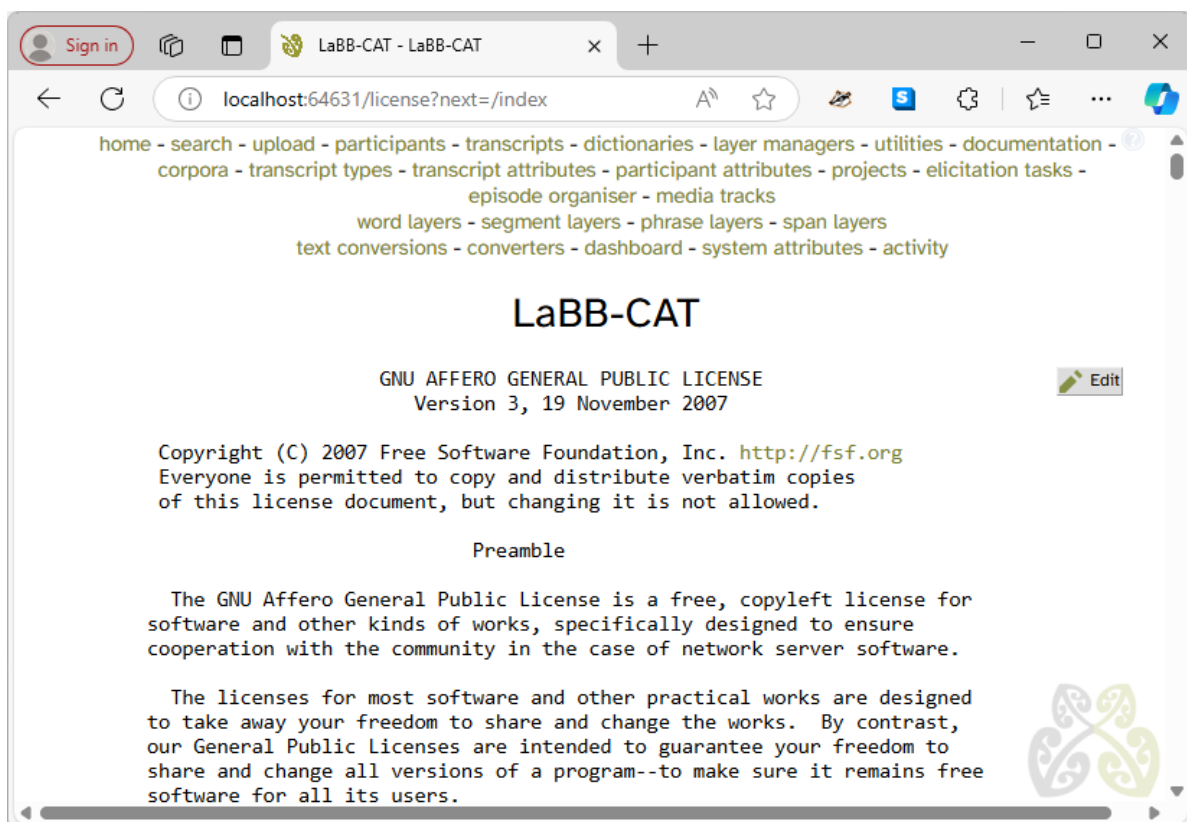 Sign in
LaBB-CAT - LaBB-CAT
localhost:64631/license?next=/index
home - search - upload - participants - transcripts - dictionaries - layer managers - utilities - documentation -
corpora - transcript types - transcript attributes - participant attributes - projects - elicitation tasks -
episode organiser - media tracks
word layers - segment layers - phrase layers - span layers
text conversions - converters - dashboard - system attributes - activity
LaBB-CAT
GNU AFFERO GENERAL PUBLIC LICENSE
Edit
Version 3, 19 November 2007
Copyright (C) 2007 Free Software Foundation, Inc. http://fsf.org
Everyone is permitted to copy and distribute verbatim copies
of this license document, but changing it is not allowed.
Preamble
The GNU Affero General Public License is a free, copyleft license for
software and other kinds of works, specifically designed to ensure
cooperation with the community in the case of network server software.
The licenses for most software and other practical works are designed
to take away your freedom to share and change the works.  By contrast,
our General Public Licenses are intended to guarantee your freedom to
share and change all versions of a program--to make sure it remains free
software for all its users.